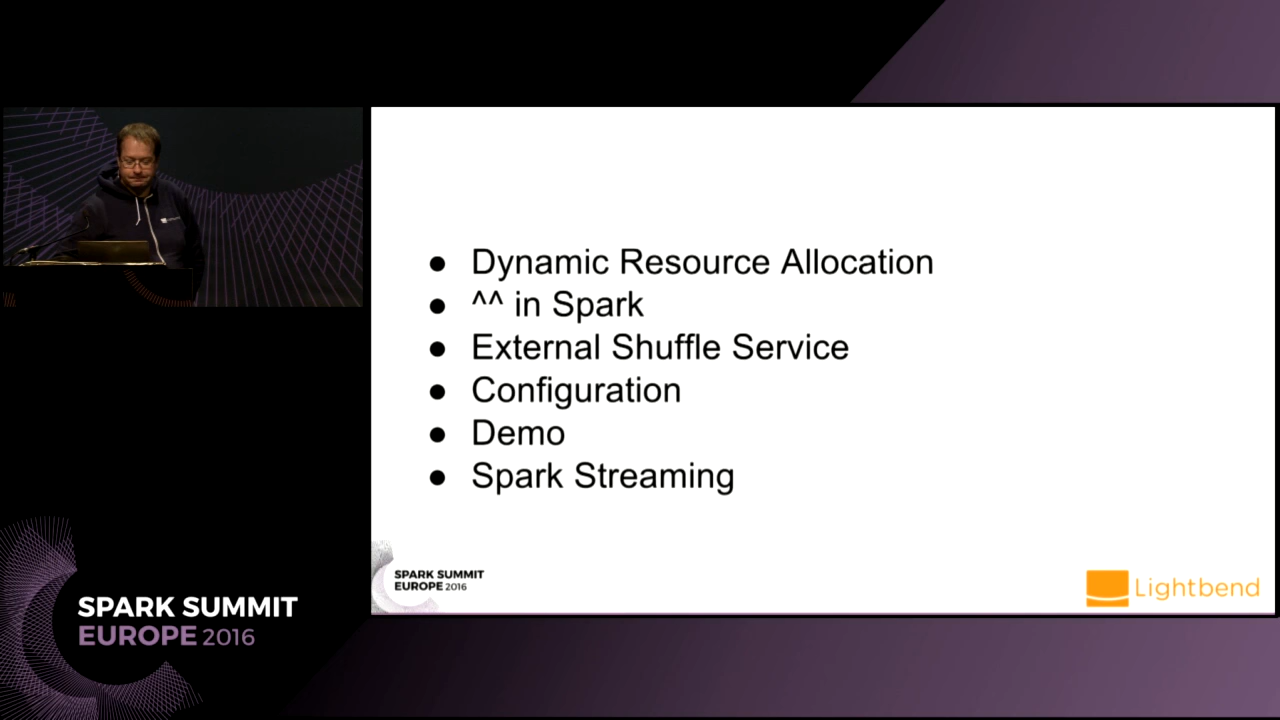 ● Dynamic Resource Allocation
● ^^ in Spark
● External Shuffle Service
● Configuration
● Demo
● Spark Streaming
SPARK SUMMIT
EUROPE 2016
Lightbend
SPARK SUMMIT
EUROPE 2016